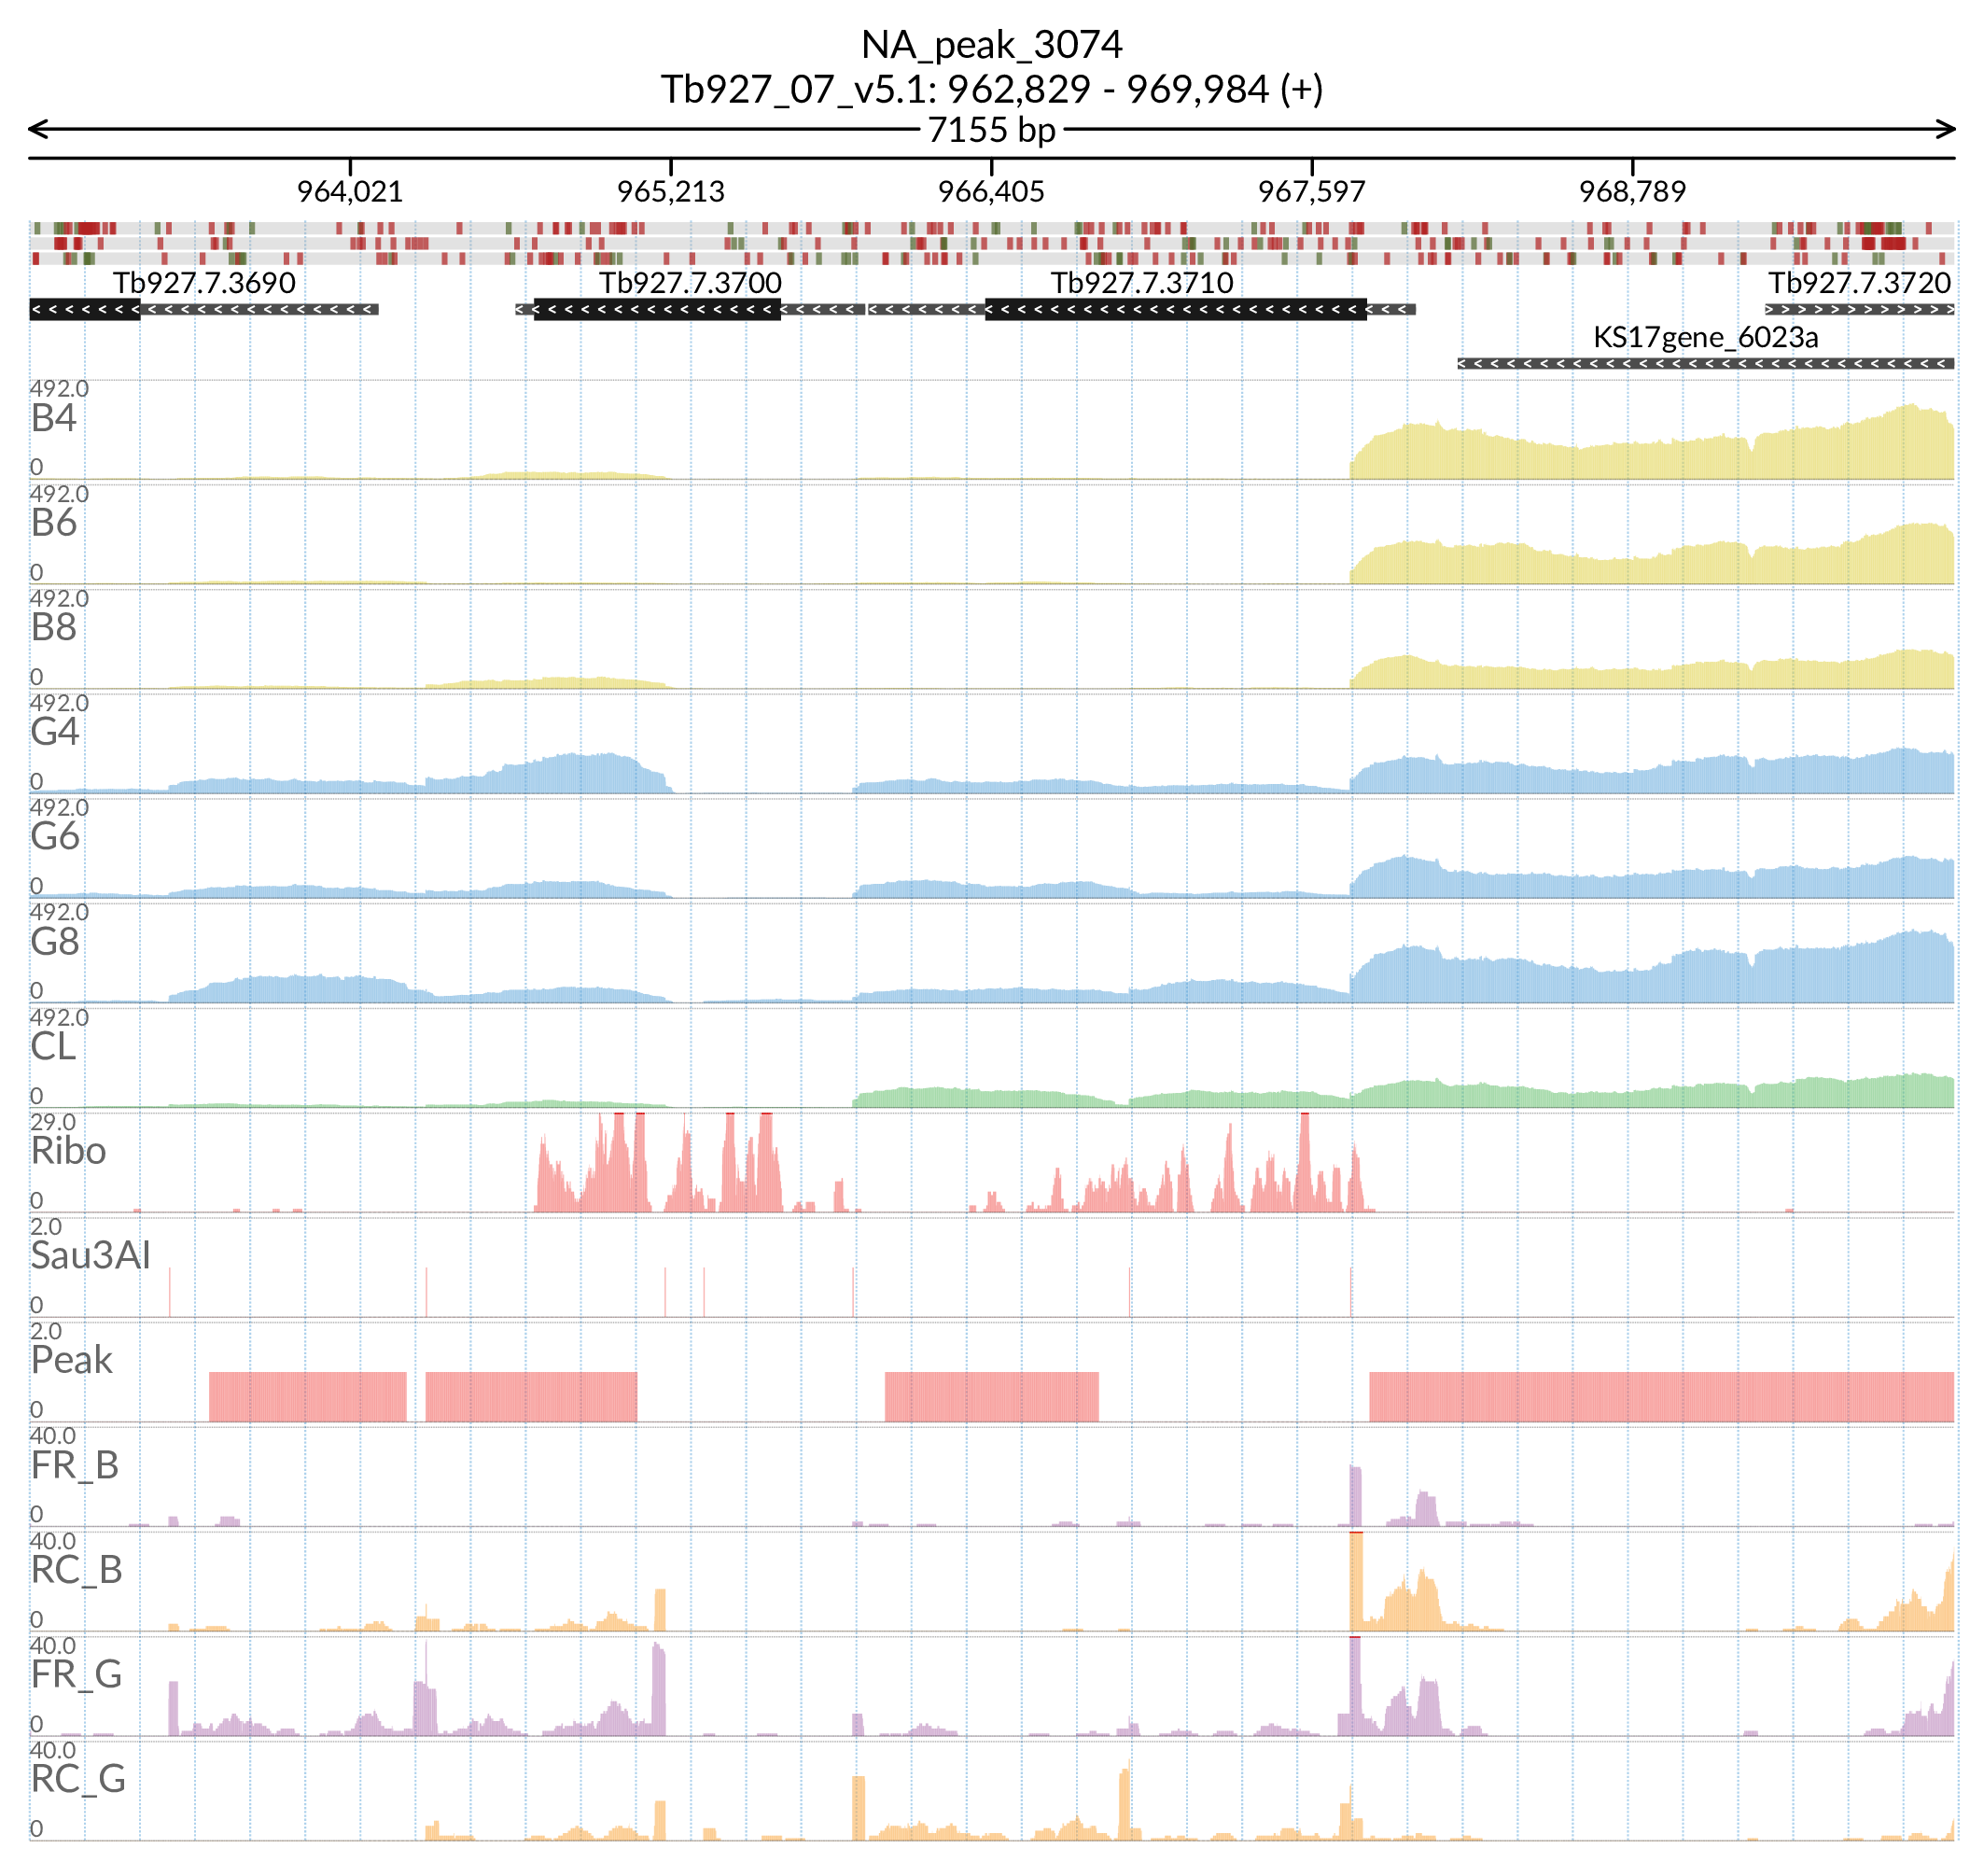 NA_peak_3074
Tb927_07_v5.1: 962,829 - 969,984 (+)
7155 bp
964,021 965,213 966,405 967,597 968,789
Tb927.7.3690 Tb927.7.3700 Tb927.7.3710 Tb927.7.3720
KS17gene_6023a
492.0
B4
0
492.0
B6
0
492.0
B8
0
492.0
G4
0
492.0
G6
0
492.0
G8
0
492.0
CL
0
29.0
Ribo
0
2.0
Sau3AI
0
2.0
Peak
0
40.0
FR_B
0
40.0
RC_B
0
40.0
FR_G
0
40.0
RC_G
0